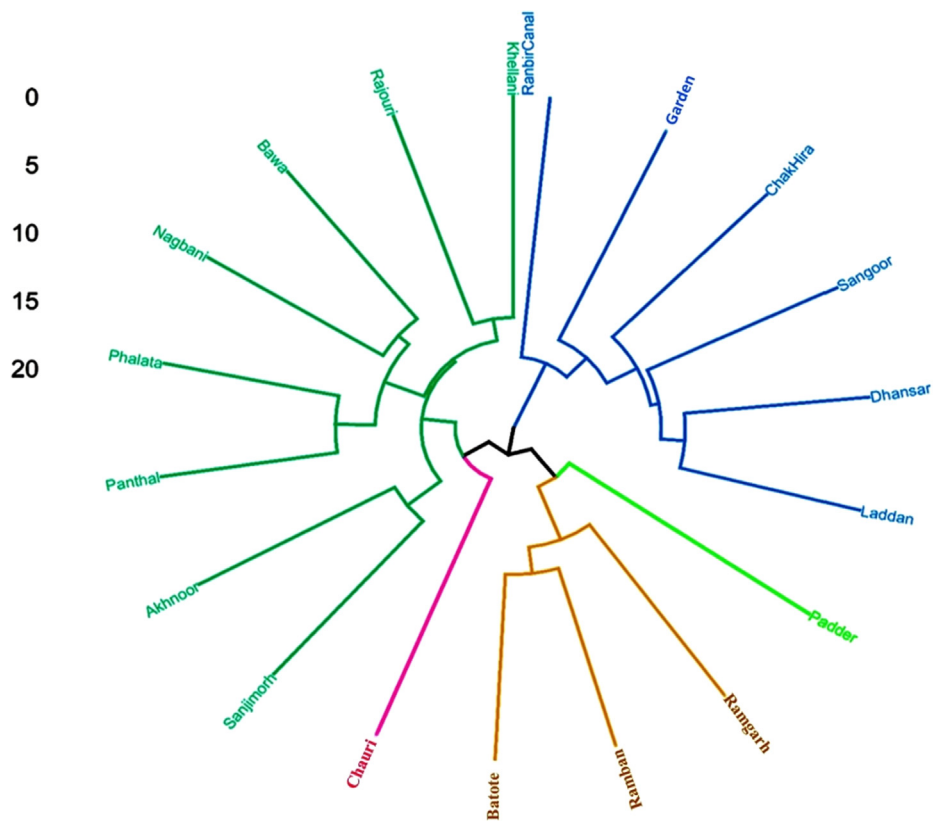 0
5
10
15
20
Khellani
RanbirCanal
Garden
ChakHira
Sangoor
Dhansar
Laddan
Padder
Ramgarh
Ramban
Batote
Chauri
Sanjimorh
Akhnoor
Panthal
Phalata
Nagbani
Bawa
Rajouri